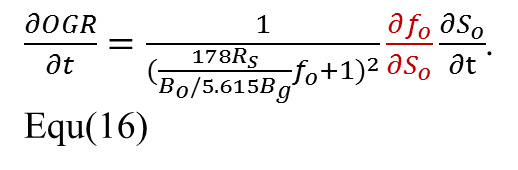 ∂OGR/∂t = 1/(178R_S/(B_o/5.615B_g) f_o+1)² ∂f_o/∂S_o ∂S_o/∂t.
Equ(16)